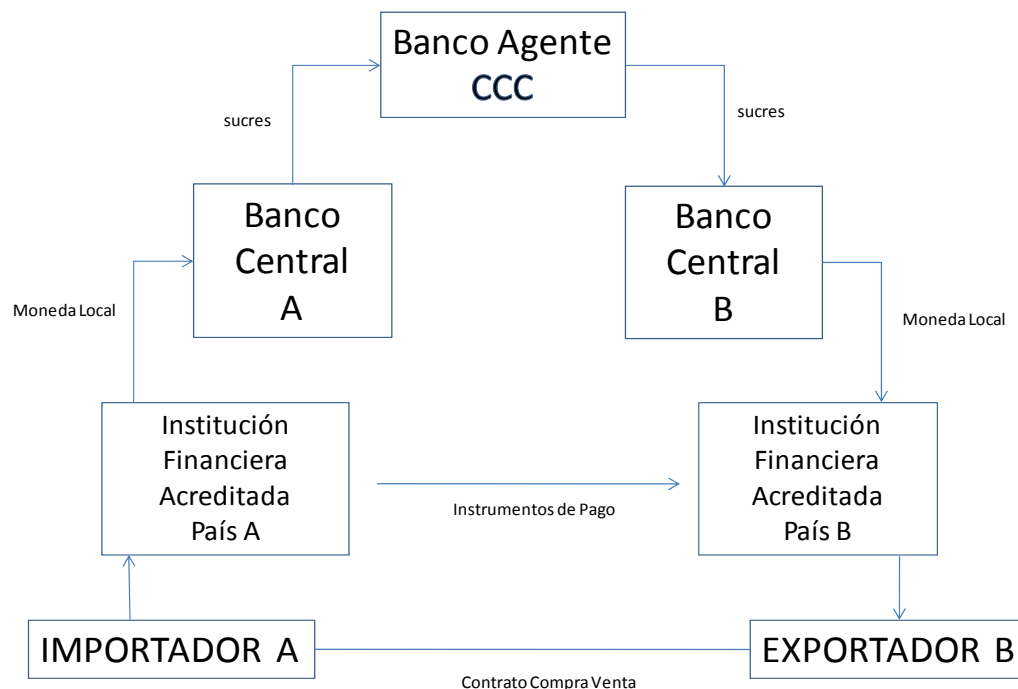 Banco Agente
CCC
sucres
sucres
Banco
Central
A
Banco
Central
B
Moneda Local
Moneda Local
Institución
Financiera
Acreditada
País A
Instrumentos de Pago
Institución
Financiera
Acreditada
País B
IMPORTADOR A
EXPORTADOR B
Contrato Compra Venta